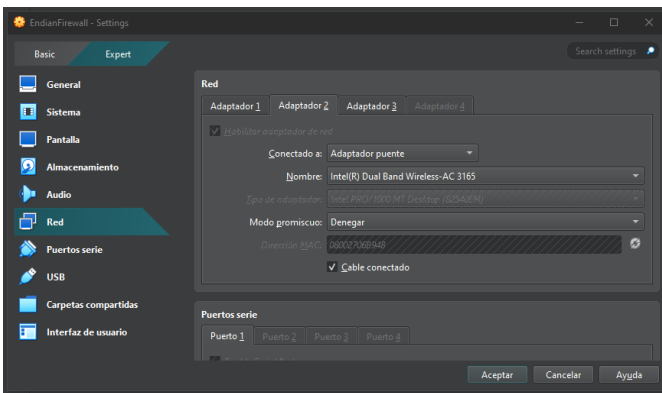 EndianFirewall - Settings
Basic
Expert
Search settings
General
Sistema
Pantalla
Almacenamiento
Audio
Red
Puertos serie
USB
Carpetas compartidas
Interfaz de usuario
Red
Adaptador 1
Adaptador 2
Adaptador 3
Adaptador 4
Habilitar adaptador de red
Conectado a: Adaptador puente
Nombre: Intel(R) Dual Band Wireless-AC 3165
Tipo de adaptador: Intel PRO/1000 MT Desktop (82540EM)
Modo promiscuo: Denegar
Dirección MAC: 08002706B948
Cable conectado
Puertos serie
Puerto 1
Puerto 2
Puerto 3
Puerto 4
Aceptar
Cancelar
Ayuda